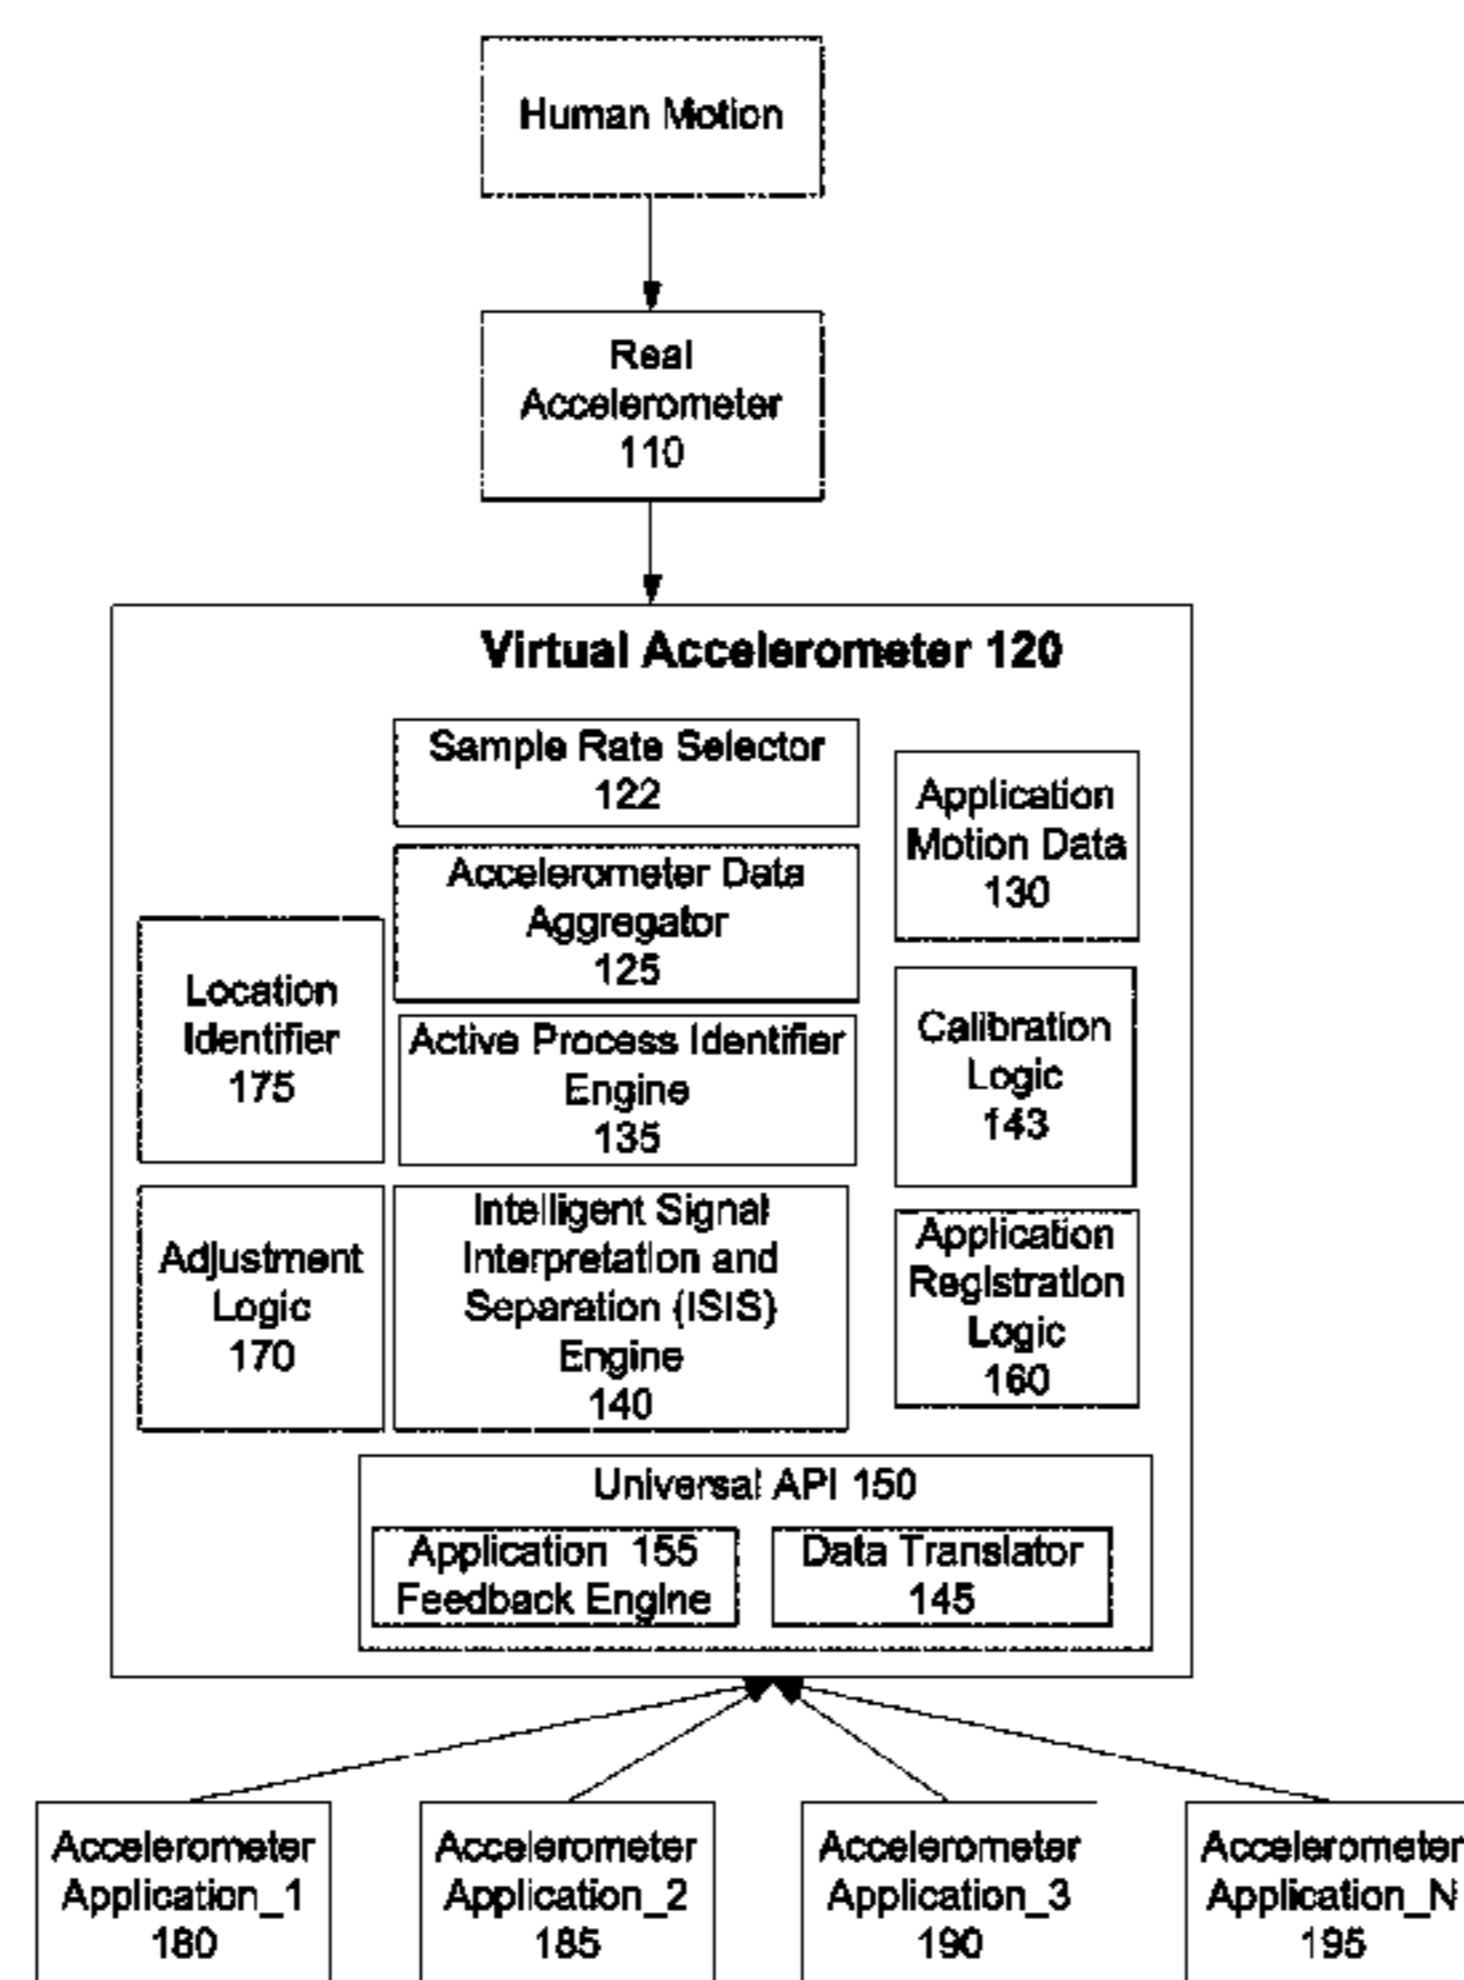 Human Motion
Real
Accelerometer
110
Virtual Accelerometer 120
Sample Rate Selector
122
Accelerometer Data
Aggregator
125
Application
Motion Data
130
Location
Identifier
175
Active Process Identifier
Engine
135
Calibration
Logic
143
Adjustment
Logic
170
Intelligent Signal
Interpretation and
Separation (ISIS)
Engine
140
Application
Registration
Logic
160
Universal API 150
Application 155
Feedback Engine
Data Translator
145
Accelerometer
Application_1
180
Accelerometer
Application_2
185
Accelerometer
Application_3
190
Accelerometer
Application_N
195